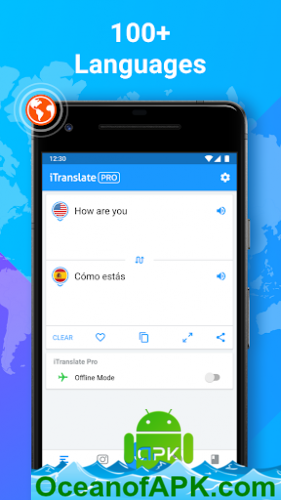 100+
Languages
12:30
iTranslate PRO
How are you
Cómo estás
CLEAR
iTranslate Pro
Offline Mode
APK
OceanofAPK.com